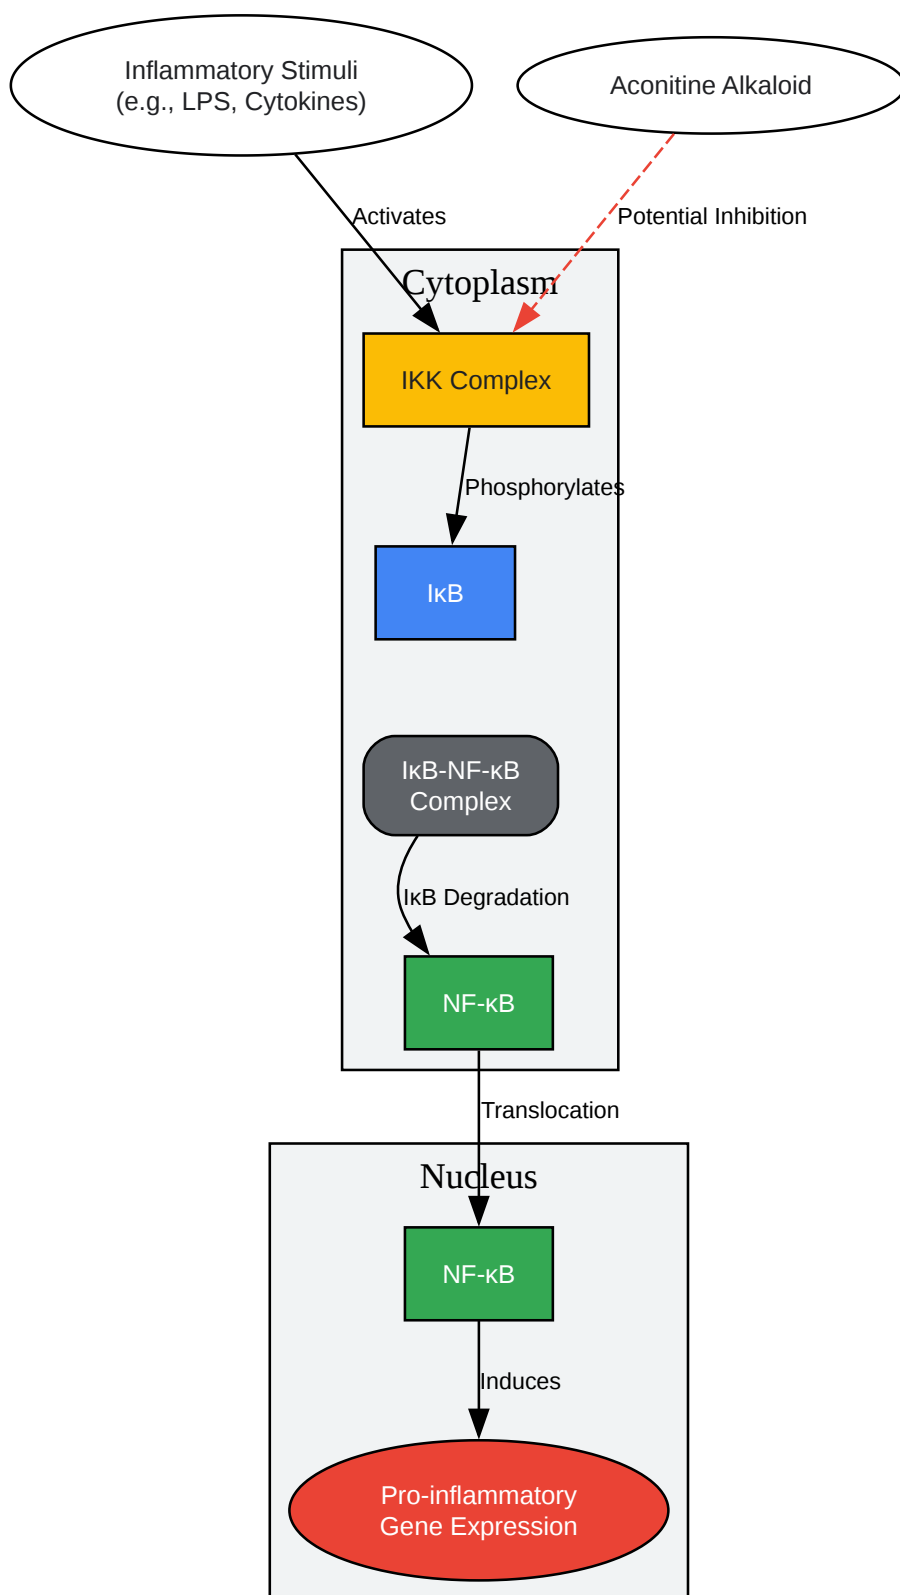 Inflammatory Stimuli
(e.g., LPS, Cytokines)
Aconitine Alkaloid
Activates
Potential Inhibition
Cytoplasm
IKK Complex
Phosphorylates
IκB
IκB-NF-κB
Complex
IκB Degradation
NF-κB
Translocation
Nucleus
NF-κB
Induces
Pro-inflammatory
Gene Expression